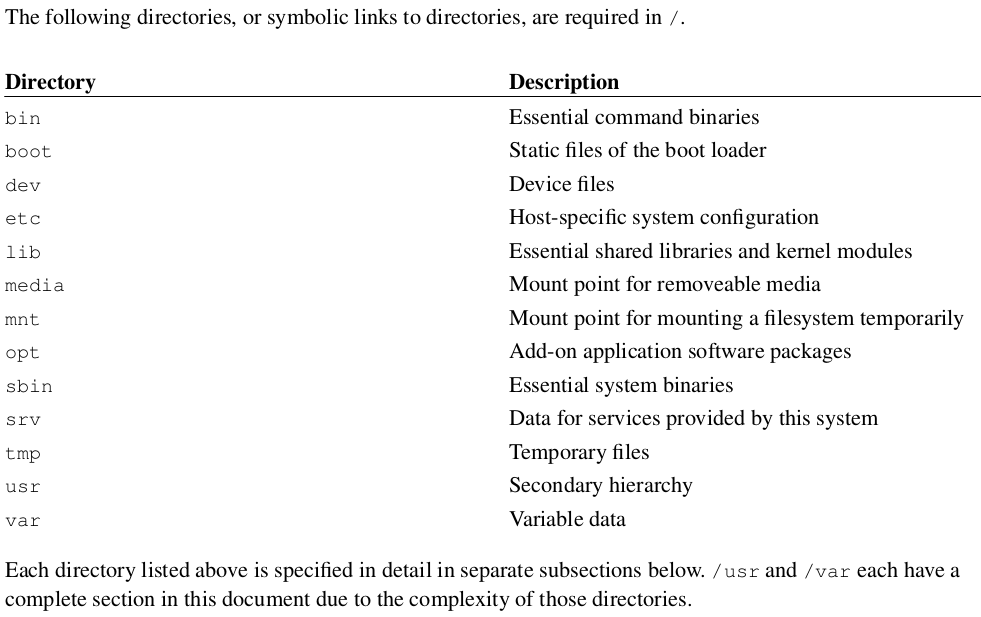 The following directories, or symbolic links to directories, are required in /.
Directory Description
bin Essential command binaries
boot Static files of the boot loader
dev Device files
etc Host-specific system configuration
lib Essential shared libraries and kernel modules
media Mount point for removeable media
mnt Mount point for mounting a filesystem temporarily
opt Add-on application software packages
sbin Essential system binaries
srv Data for services provided by this system
tmp Temporary files
usr Secondary hierarchy
var Variable data
Each directory listed above is specified in detail in separate subsections below. /usr and /var each have a
complete section in this document due to the complexity of those directories.